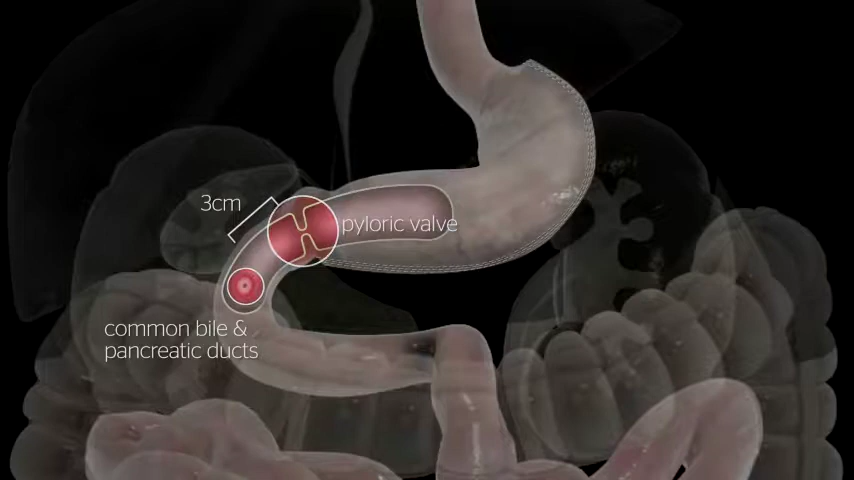 3cm
pyloric valve
common bile &
pancreatic ducts